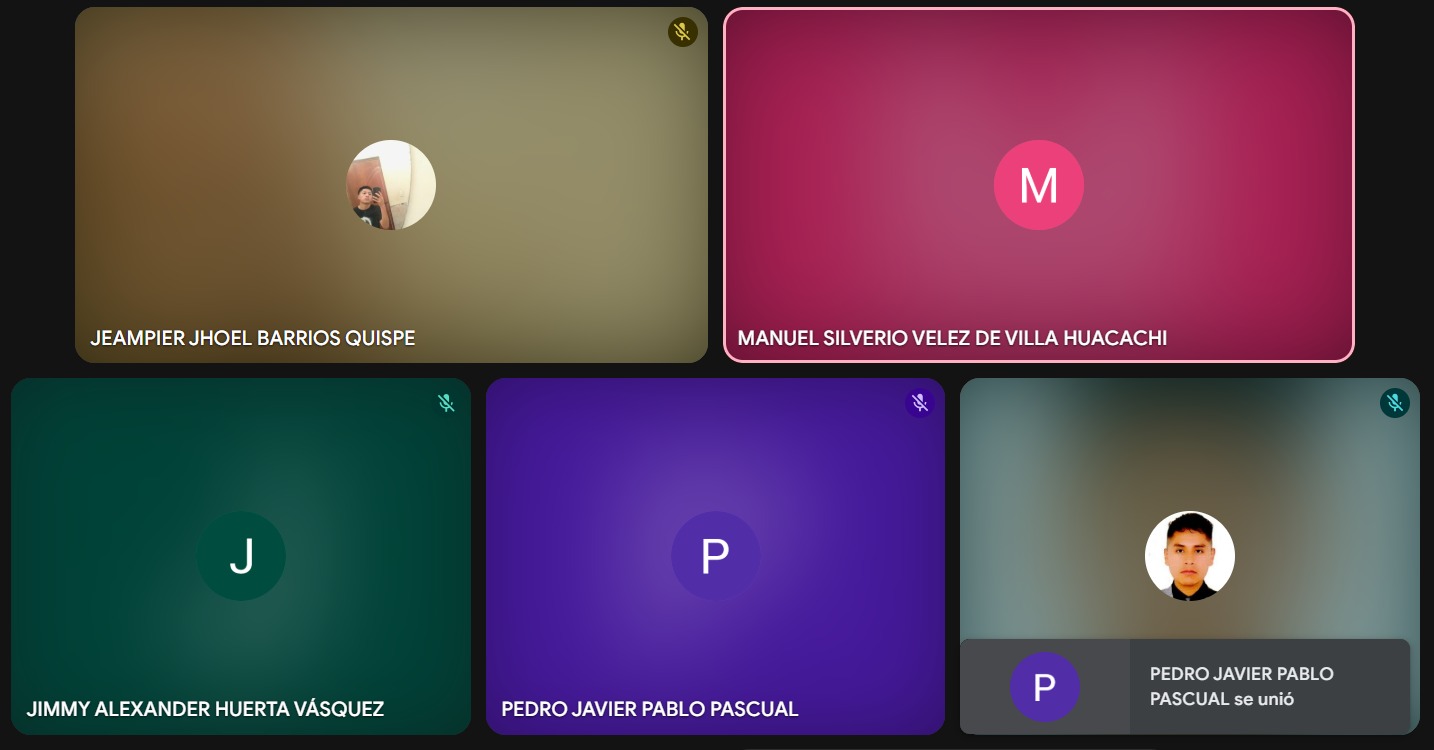 M
JEAMPIER JHOEL BARRIOS QUISPE
MANUEL SILVERIO VELEZ DE VILLA HUACACHI
J
P
JIMMY ALEXANDER HUERTA VÁSQUEZ
PEDRO JAVIER PABLO PASCUAL
P
PEDRO JAVIER PABLO
PASCUAL se unió